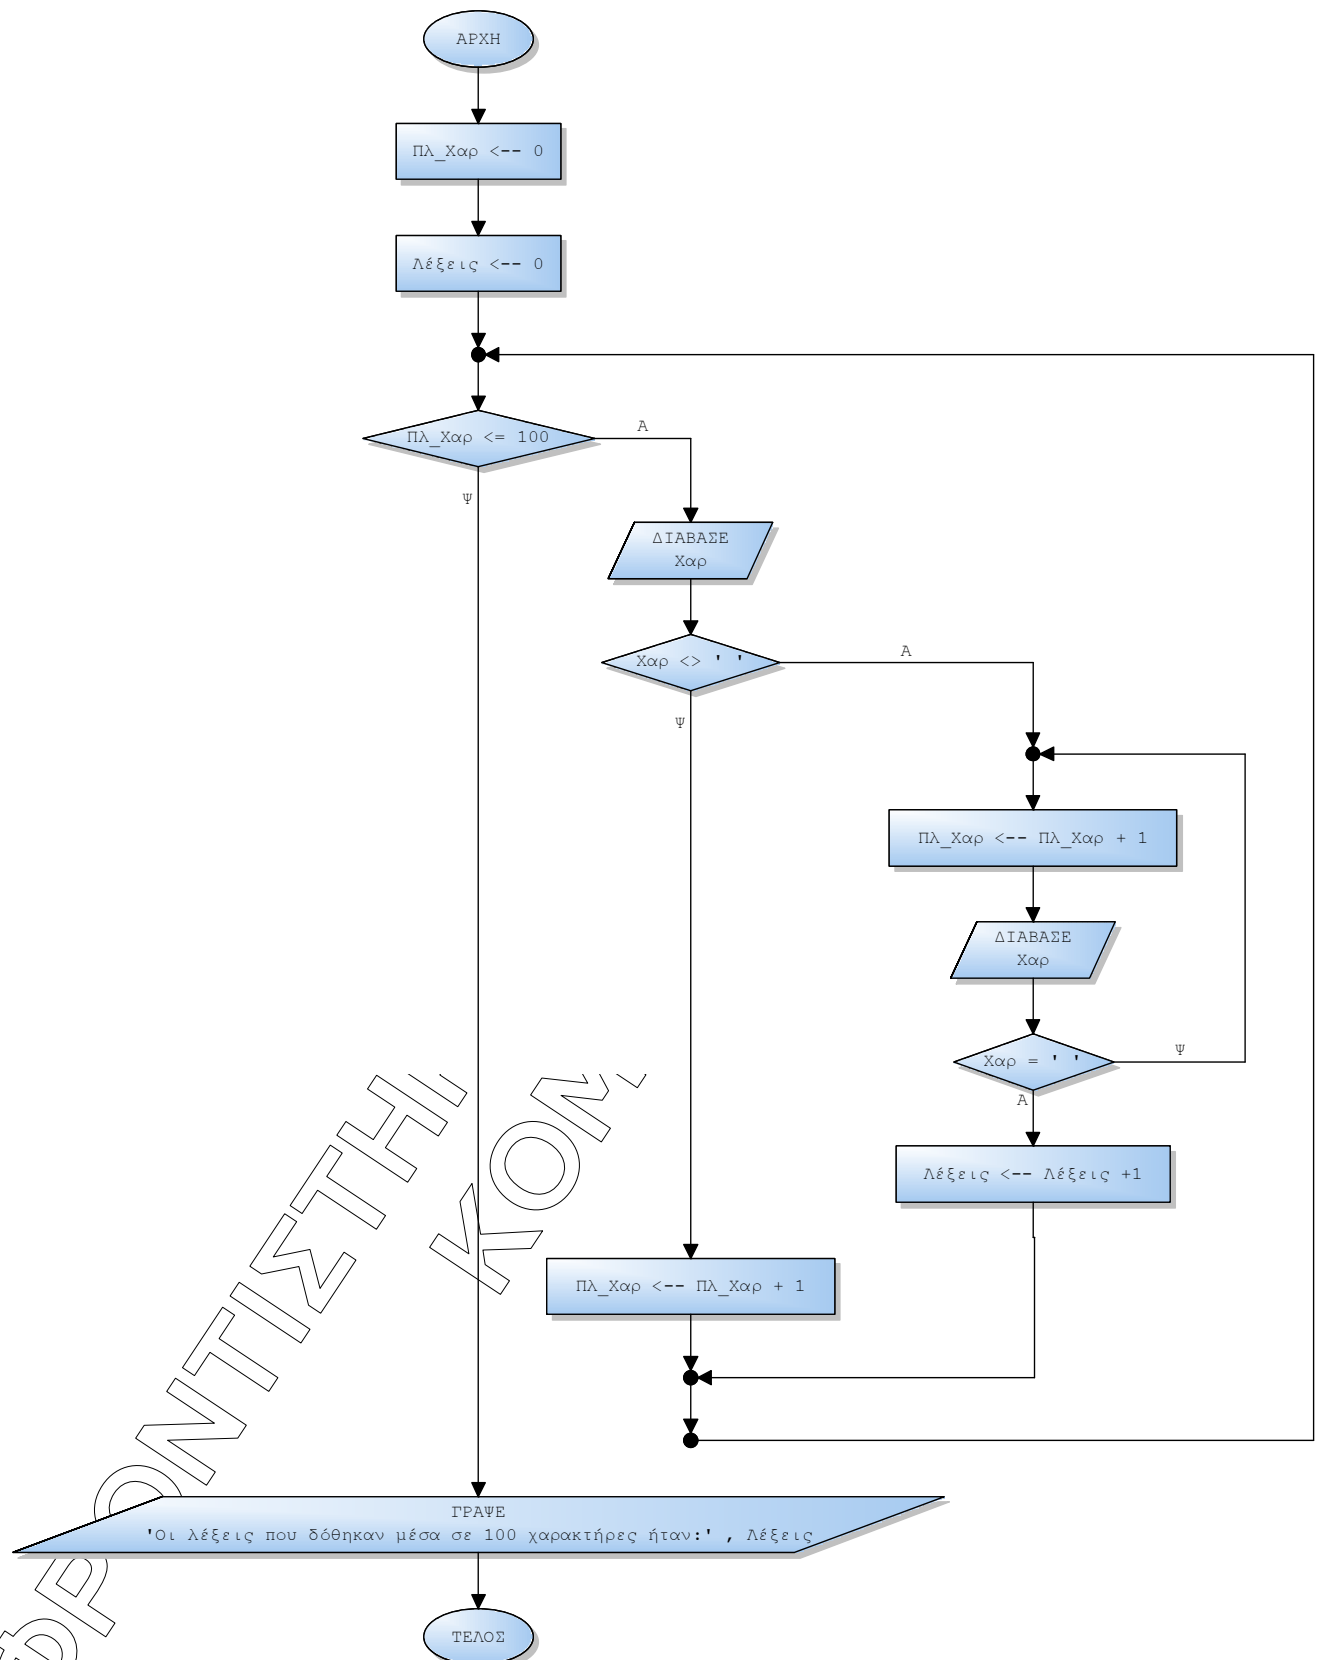 ΑΡΧΗ
Πλ_Χαρ <-- 0
Λέξεις <-- 0
Πλ_Χαρ <= 100
Α
Ψ
ΔΙΑΒΑΣΕ
Χαρ
Χαρ <> ' '
Α
Ψ
Πλ_Χαρ <-- Πλ_Χαρ + 1
ΔΙΑΒΑΣΕ
Χαρ
Χαρ = ' '
Ψ
Α
Λέξεις <-- Λέξεις +1
Πλ_Χαρ <-- Πλ_Χαρ + 1
ΓΡΑΨΕ
'Οι λέξεις που δόθηκαν μέσα σε 100 χαρακτήρες ήταν:' , Λέξεις
ΤΕΛΟΣ